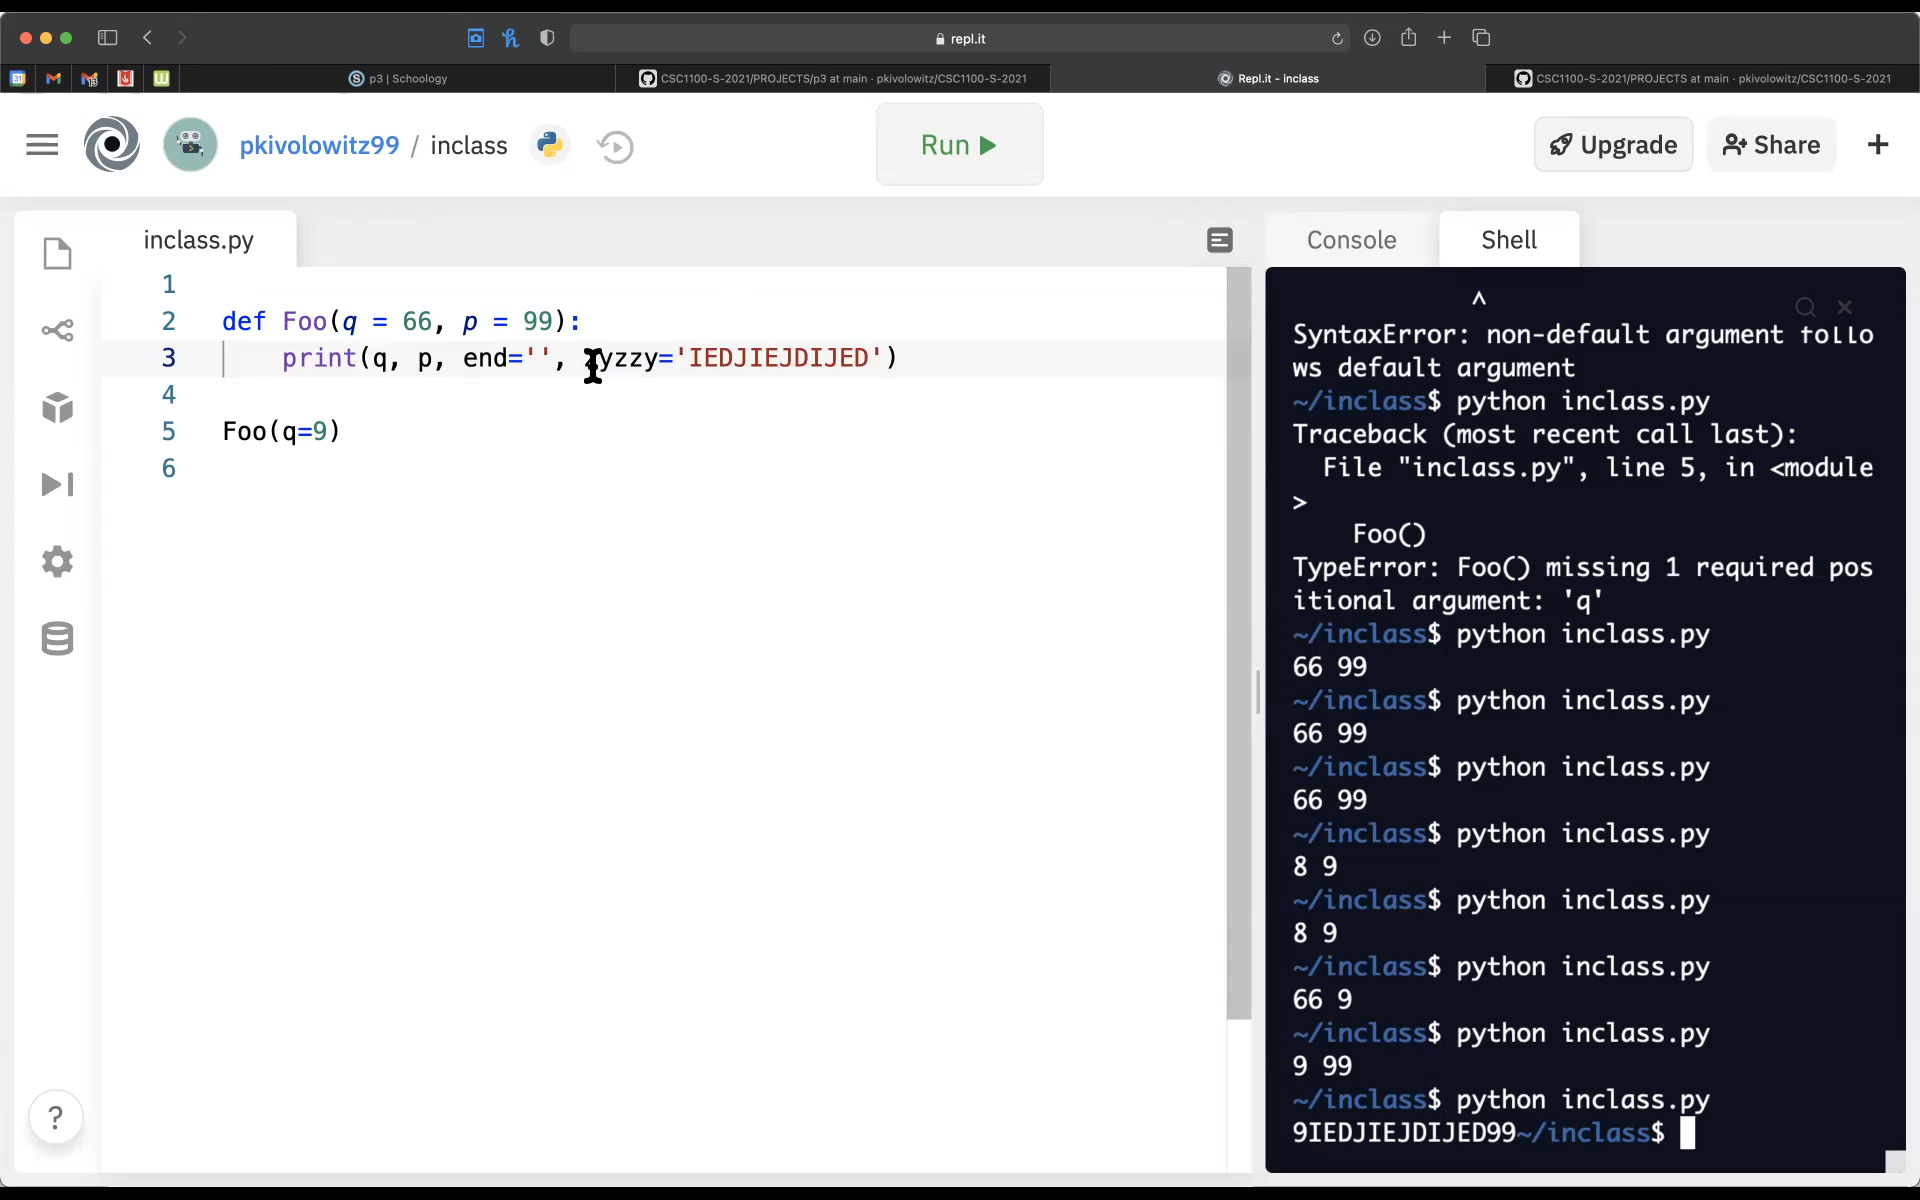 repl.it
31
13
p3 | Schoology
CSC1100-S-2021/PROJECTS/p3 at main · pkivolowitz/CSC1100-S-2021
Repl.it - inclass
CSC1100-S-2021/PROJECTS at main · pkivolowitz/CSC1100-S-2021
pkivolowitz99 / inclass
Run
Upgrade
Share
inclass.py
1
2 def Foo(q = 66, p = 99):
3 print(q, p, end='', xyzzy='IEDJIEJDIJED')
4
5 Foo(q=9)
6
?
Console
Shell
^
SyntaxError: non-default argument follo
ws default argument
~/inclass$ python inclass.py
Traceback (most recent call last):
File "inclass.py", line 5, in <module
>
Foo()
TypeError: Foo() missing 1 required pos
itional argument: 'q'
~/inclass$ python inclass.py
66 99
~/inclass$ python inclass.py
66 99
~/inclass$ python inclass.py
66 99
~/inclass$ python inclass.py
8 9
~/inclass$ python inclass.py
8 9
~/inclass$ python inclass.py
66 9
~/inclass$ python inclass.py
9 99
~/inclass$ python inclass.py
9IEDJIEJDIJED99~/inclass$